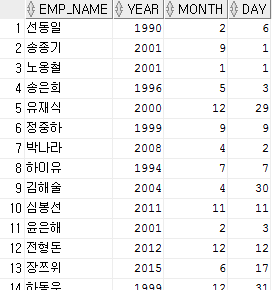 EMP_NAME YEAR MONTH DAY
1 선동일 1990 2 6
2 송종기 2001 9 1
3 노옹철 2001 1 1
4 송은희 1996 5 3
5 유재식 2000 12 29
6 정중하 1999 9 9
7 박나라 2008 4 2
8 하이유 1994 7 7
9 김해술 2004 4 30
10 심봉선 2011 11 11
11 윤은해 2001 2 3
12 전형돈 2012 12 12
13 장쯔위 2015 6 17
14 하동운 1999 12 31